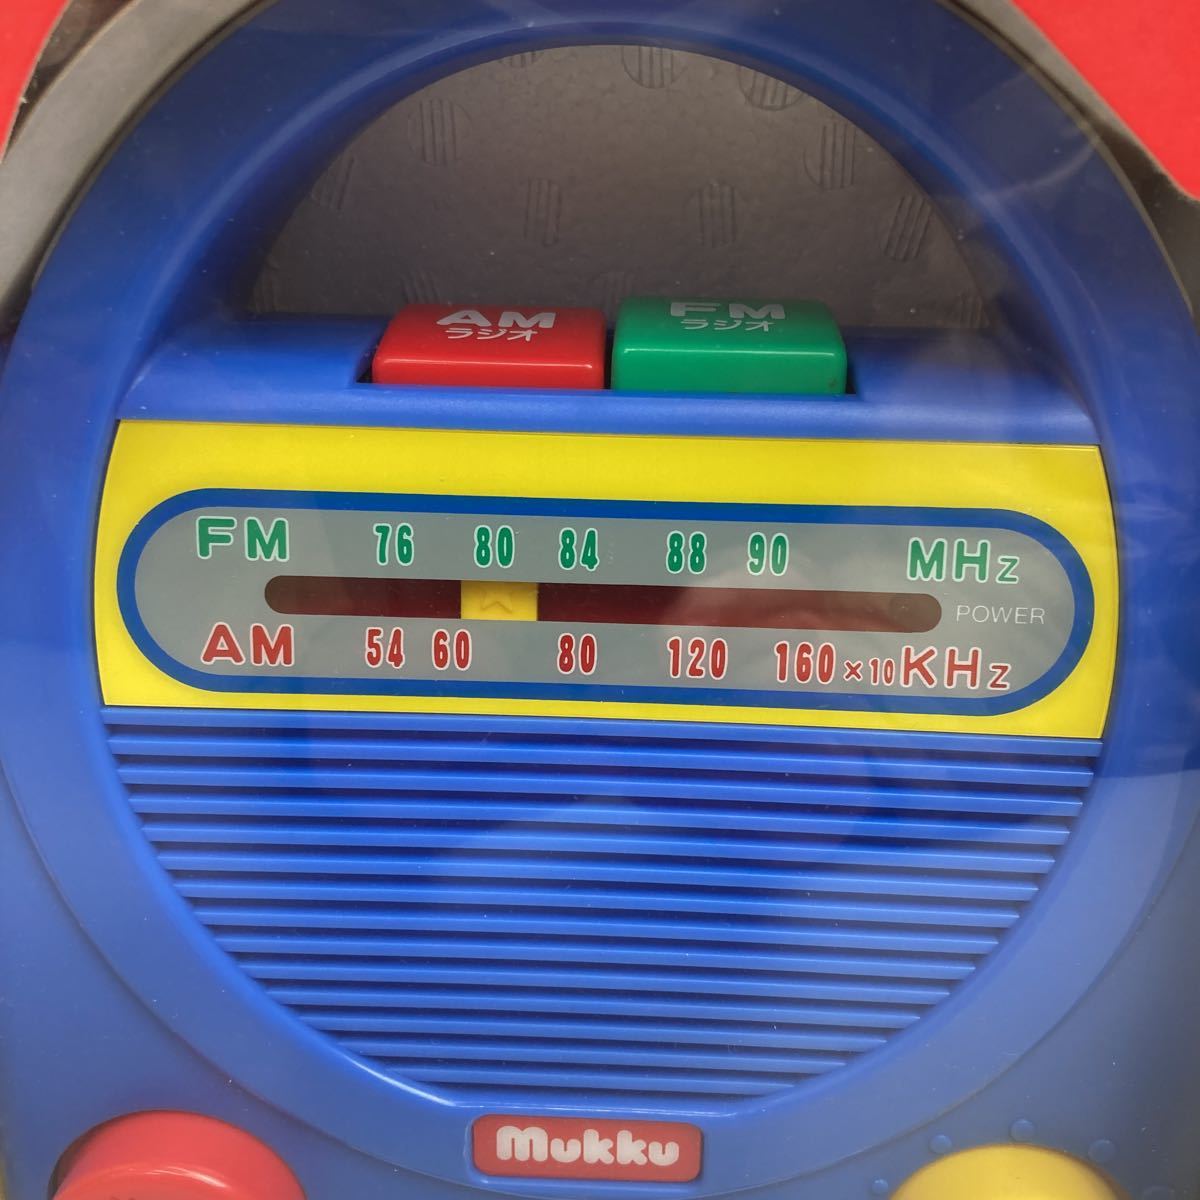 AM
ラジオ
FM
ラジオ
FM 76 80 84 88 90 MHz
POWER
AM 54 60 80 120 160 ×10 KHz
mukku